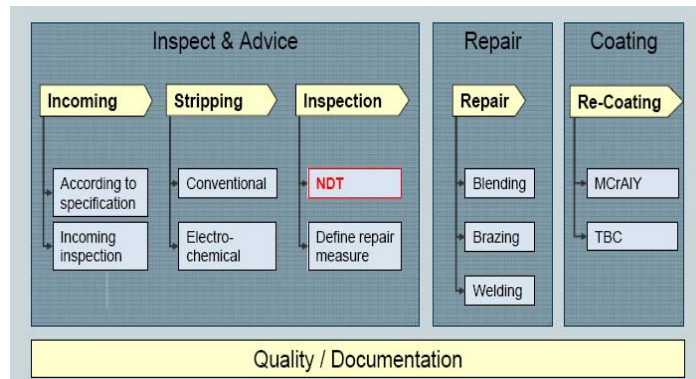 Inspect & Advice
Repair
Coating
Incoming
Stripping
Inspection
Repair
Re-Coating
According to
specification
Incoming
inspection
Conventional
Electro-
chemical
NDT
Define repair
measure
Blending
Brazing
Welding
MCrAlY
TBC
Quality / Documentation